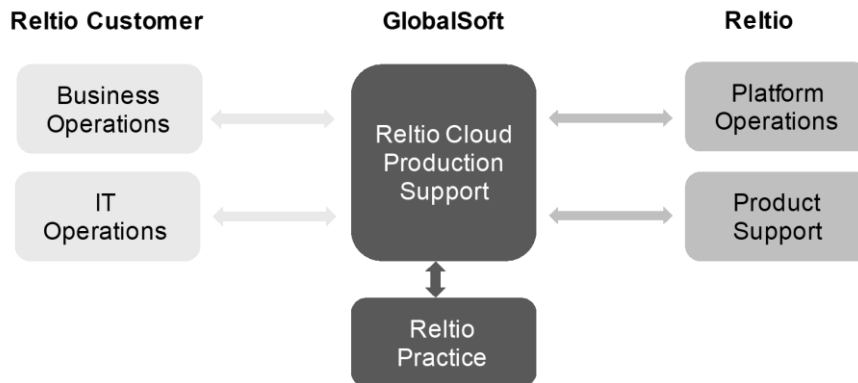 Reltio Customer
GlobalSoft
Reltio
Business
Operations
Reltio Cloud
Production
Support
Platform
Operations
IT
Operations
Product
Support
Reltio
Practice